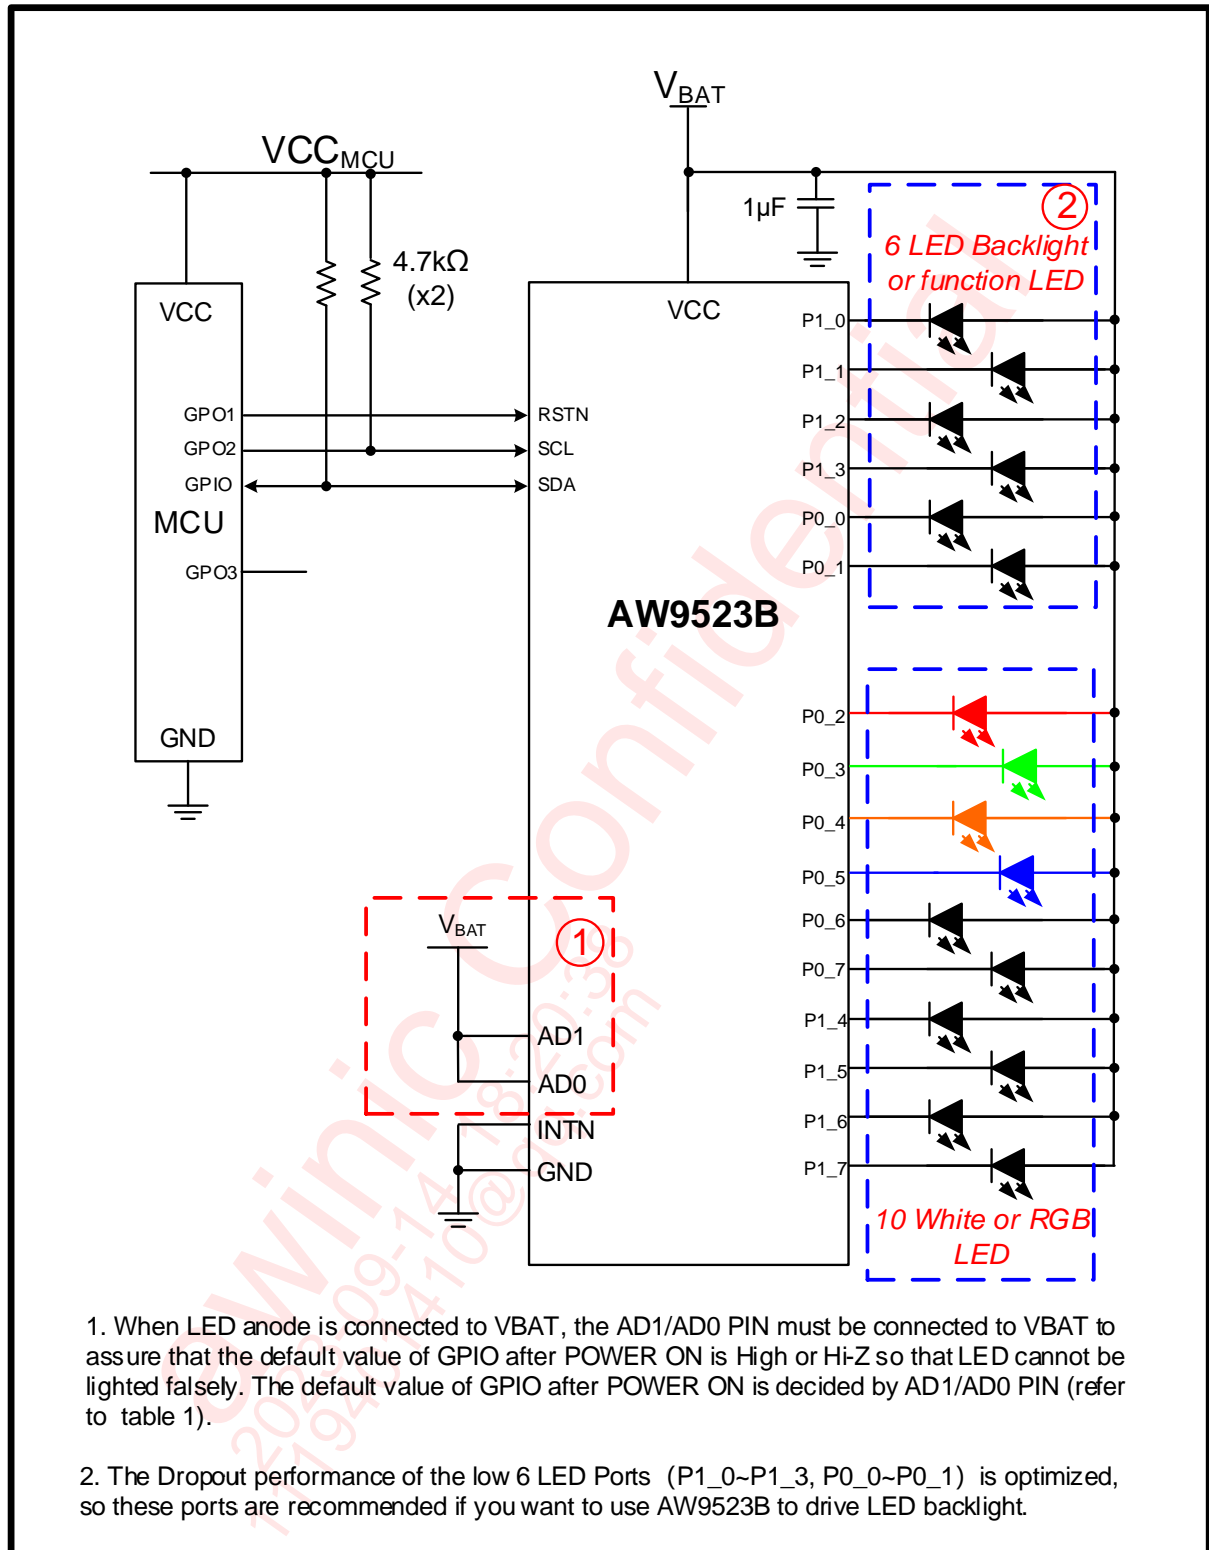 VBAT
VCCMCU
1µF
②
6 LED Backlight
or function LED
4.7kΩ
(x2)
VCC
VCC
P1_0
P1_1
GPO1
RSTN
P1_2
GPO2
SCL
P1_3
GPIO
SDA
MCU
P0_0
GPO3
P0_1
AW9523B
P0_2
GND
P0_3
P0_4
P0_5
VBAT
①
P0_6
P0_7
P1_4
AD1
P1_5
AD0
P1_6
INTN
GND
P1_7
10 White or RGB
LED
1. When LED anode is connected to VBAT, the AD1/AD0 PIN must be connected to VBAT to
assure that the default value of GPIO after POWER ON is High or Hi-Z so that LED cannot be
lighted falsely. The default value of GPIO after POWER ON is decided by AD1/AD0 PIN (refer
to table 1).
2. The Dropout performance of the low 6 LED Ports (P1_0~P1_3, P0_0~P0_1) is optimized,
so these ports are recommended if you want to use AW9523B to drive LED backlight.
awinic Confidential